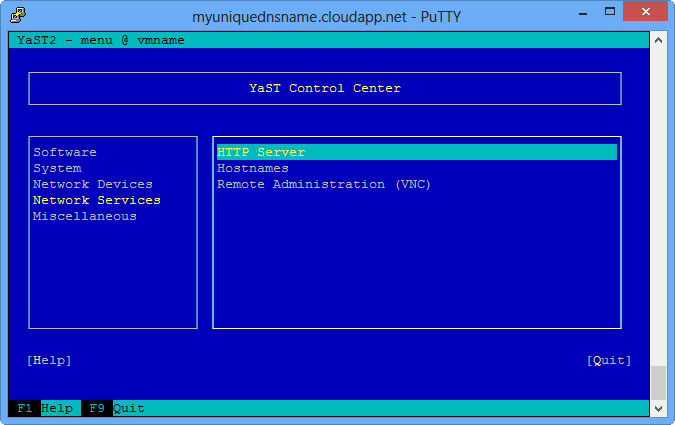 myuniquednsname.cloudapp.net - PuTTY
YaST2 - menu @ vmname
YaST Control Center
Software
System
Network Devices
Network Services
Miscellaneous
HTTP Server
Hostnames
Remote Administration (VNC)
[Help] [Quit]
F1 Help F9 Quit